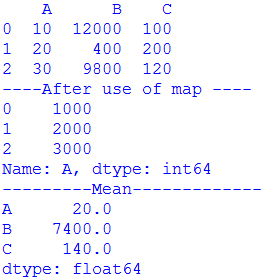 A      B    C
0  10  12000  100
1  20    400  200
2  30   9800  120
----After use of map ----
0    1000
1    2000
2    3000
Name: A, dtype: int64
---------Mean-------------
A      20.0
B    7400.0
C     140.0
dtype: float64